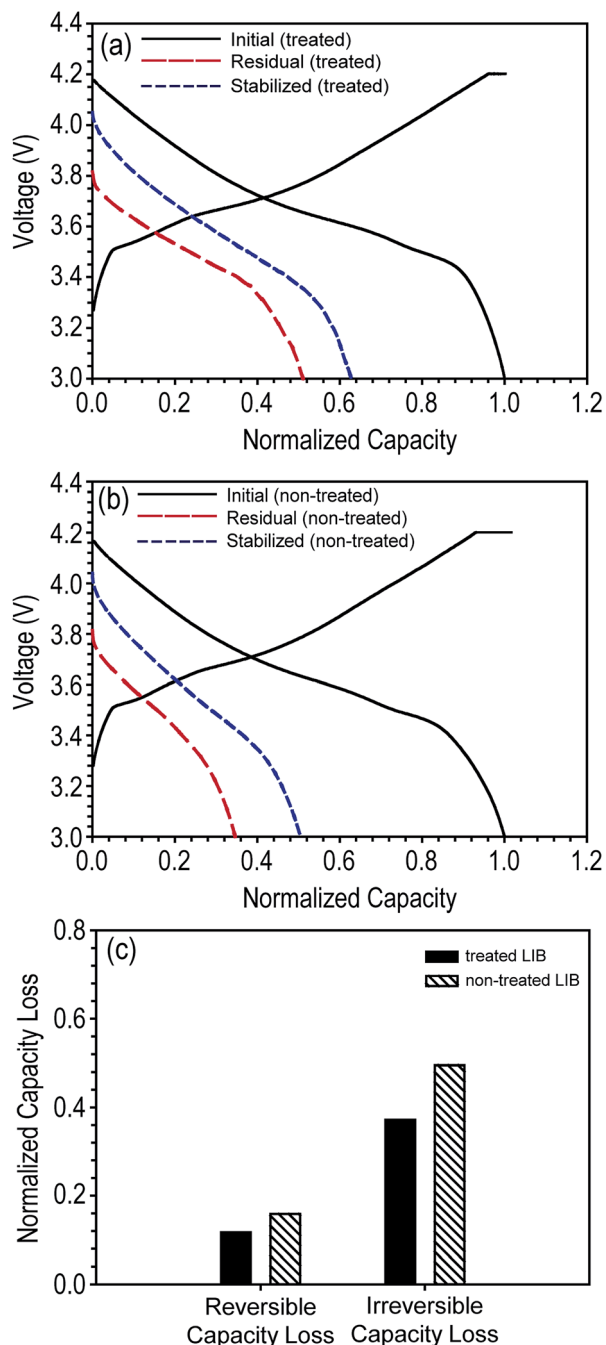 (a)
Initial (treated)
Residual (treated)
Stabilized (treated)
4.4
4.2
4.0
3.8
3.6
3.4
3.2
3.0
Voltage (V)
0.0 0.2 0.4 0.6 0.8 1.0 1.2
Normalized Capacity
(b)
Initial (non-treated)
Residual (non-treated)
Stabilized (non-treated)
4.4
4.2
4.0
3.8
3.6
3.4
3.2
3.0
Voltage (V)
0.0 0.2 0.4 0.6 0.8 1.0 1.2
Normalized Capacity
(c)
treated LIB
non-treated LIB
0.8
0.6
0.4
0.2
0.0
Normalized Capacity Loss
Reversible
Capacity Loss
Irreversible
Capacity Loss